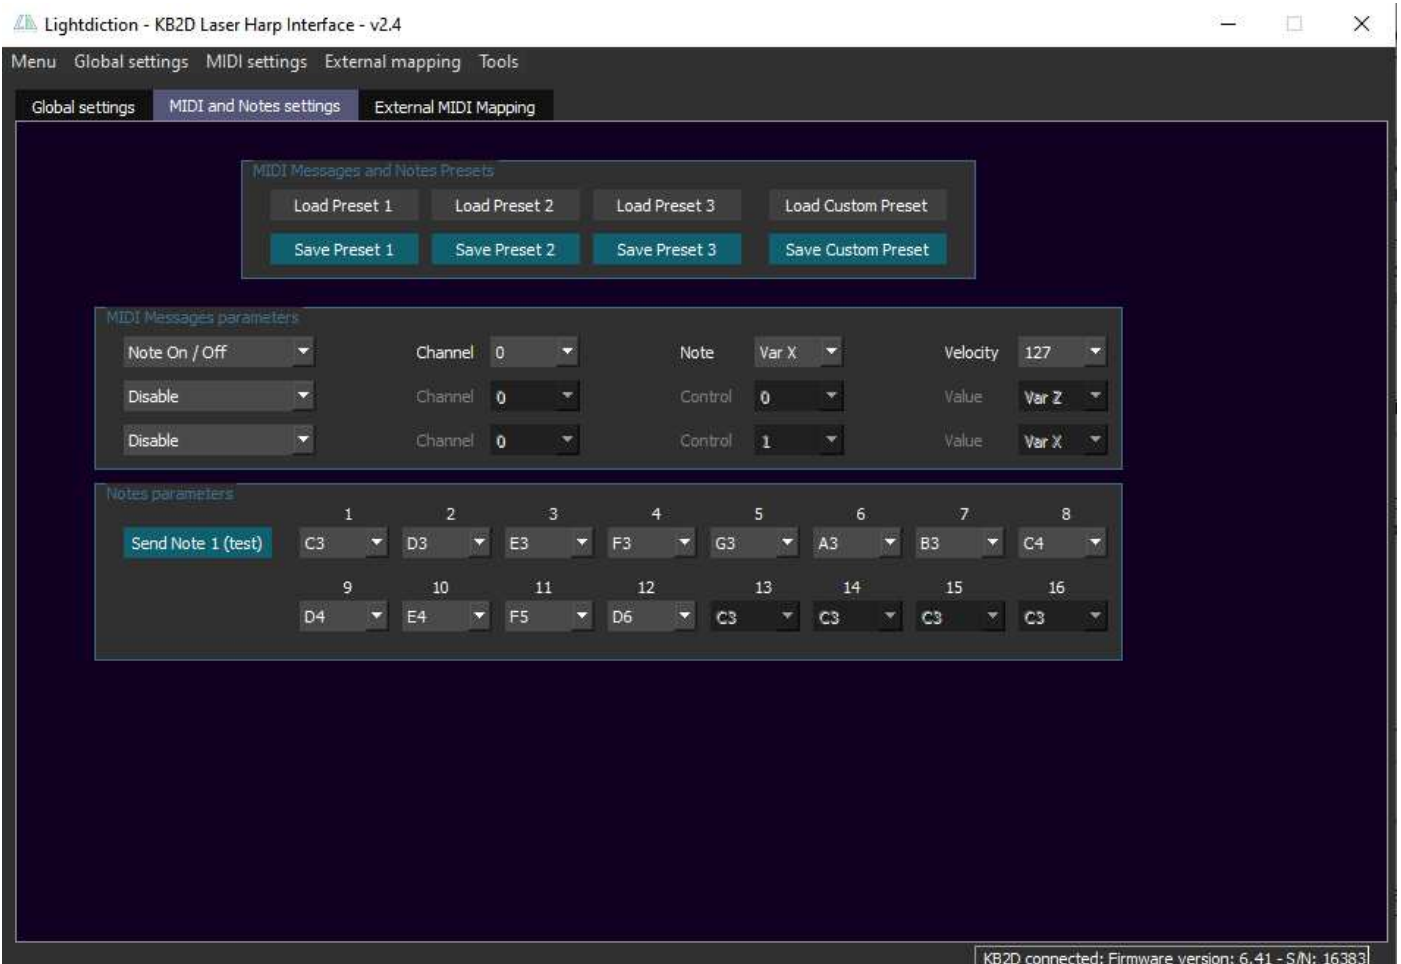 Lightdiction - KB2D Laser Harp Interface - v2.4
Menu Global settings MIDI settings External mapping Tools
Global settings MIDI and Notes settings External MIDI Mapping
MIDI Messages and Notes Presets
Load Preset 1 Load Preset 2 Load Preset 3 Load Custom Preset
Save Preset 1 Save Preset 2 Save Preset 3 Save Custom Preset
MIDI Messages parameters
Note On / Off Channel 0 Note Var X Velocity 127
Disable Channel 0 Control 0 Value Var Z
Disable Channel 0 Control 1 Value Var X
Notes parameters
1 2 3 4 5 6 7 8
Send Note 1 (test) C3 D3 E3 F3 G3 A3 B3 C4
9 10 11 12 13 14 15 16
D4 E4 F5 D6 C3 C3 C3 C3
KB2D connected: Firmware version: 6.41 - S/N: 16383